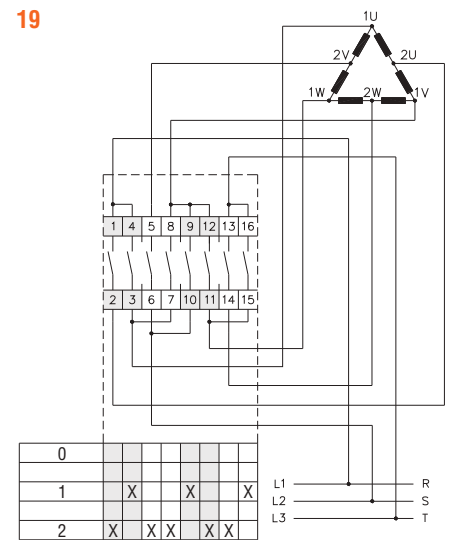 19
1U
2V 2U
1W 2W 1V
1 4 5 8 9 12 13 16
2 3 6 7 10 11 14 15
0
1 X X X
2 X X X X X
L1 R
L2 S
L3 T